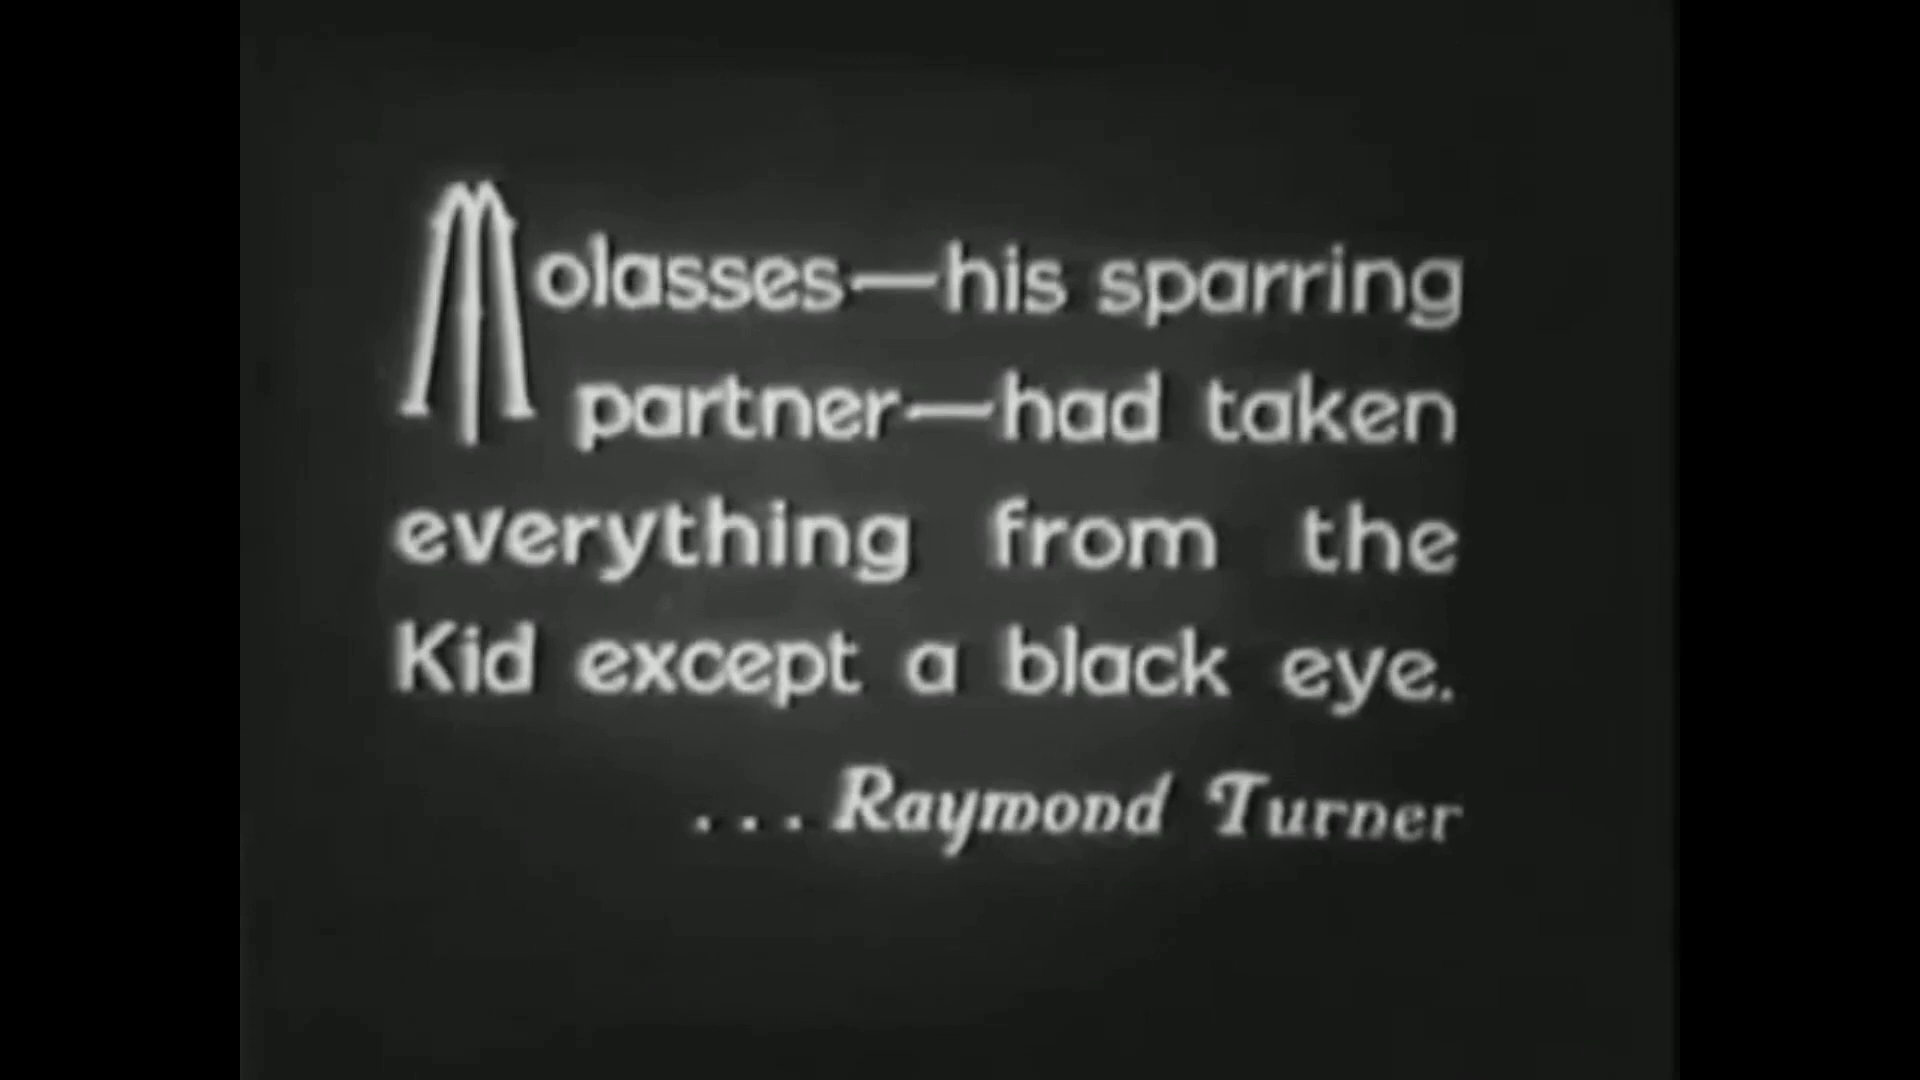 Molasses—his sparring
partner—had taken
everything from the
Kid except a black eye.
...Raymond Turner